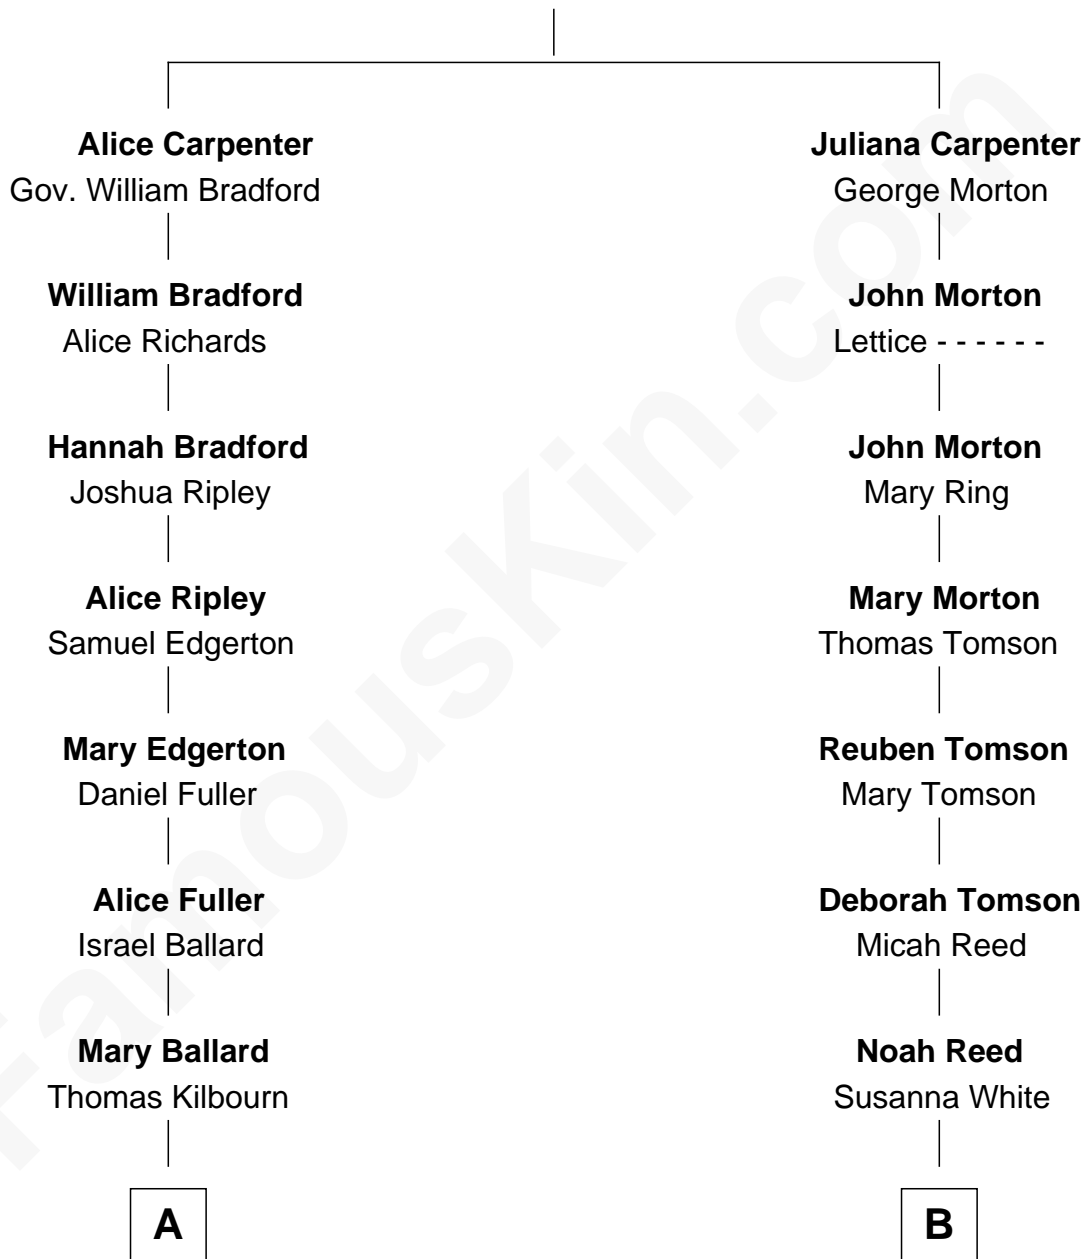 Alice Carpenter
Gov. William Bradford
William Bradford
Alice Richards
Hannah Bradford
Joshua Ripley
Alice Ripley
Samuel Edgerton
Mary Edgerton
Daniel Fuller
Alice Fuller
Israel Ballard
Mary Ballard
Thomas Kilbourn
A
Juliana Carpenter
George Morton
John Morton
Lettice - - - - - -
John Morton
Mary Ring
Mary Morton
Thomas Tomson
Reuben Tomson
Mary Tomson
Deborah Tomson
Micah Reed
Noah Reed
Susanna White
B
FamousKin.com